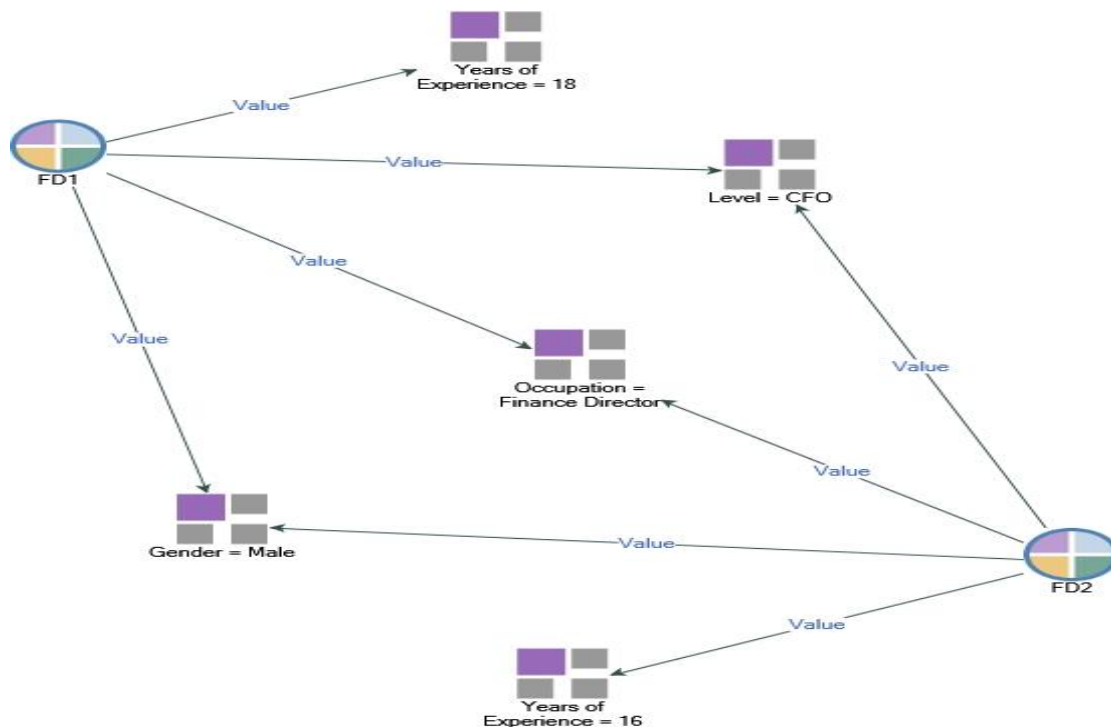 Years of
Experience = 18
Value
FD1
Value
Level = CFO
Value
Value
Value
Occupation =
Finance Director
Value
Gender = Male
Value
FD2
Value
Years of
Experience = 16